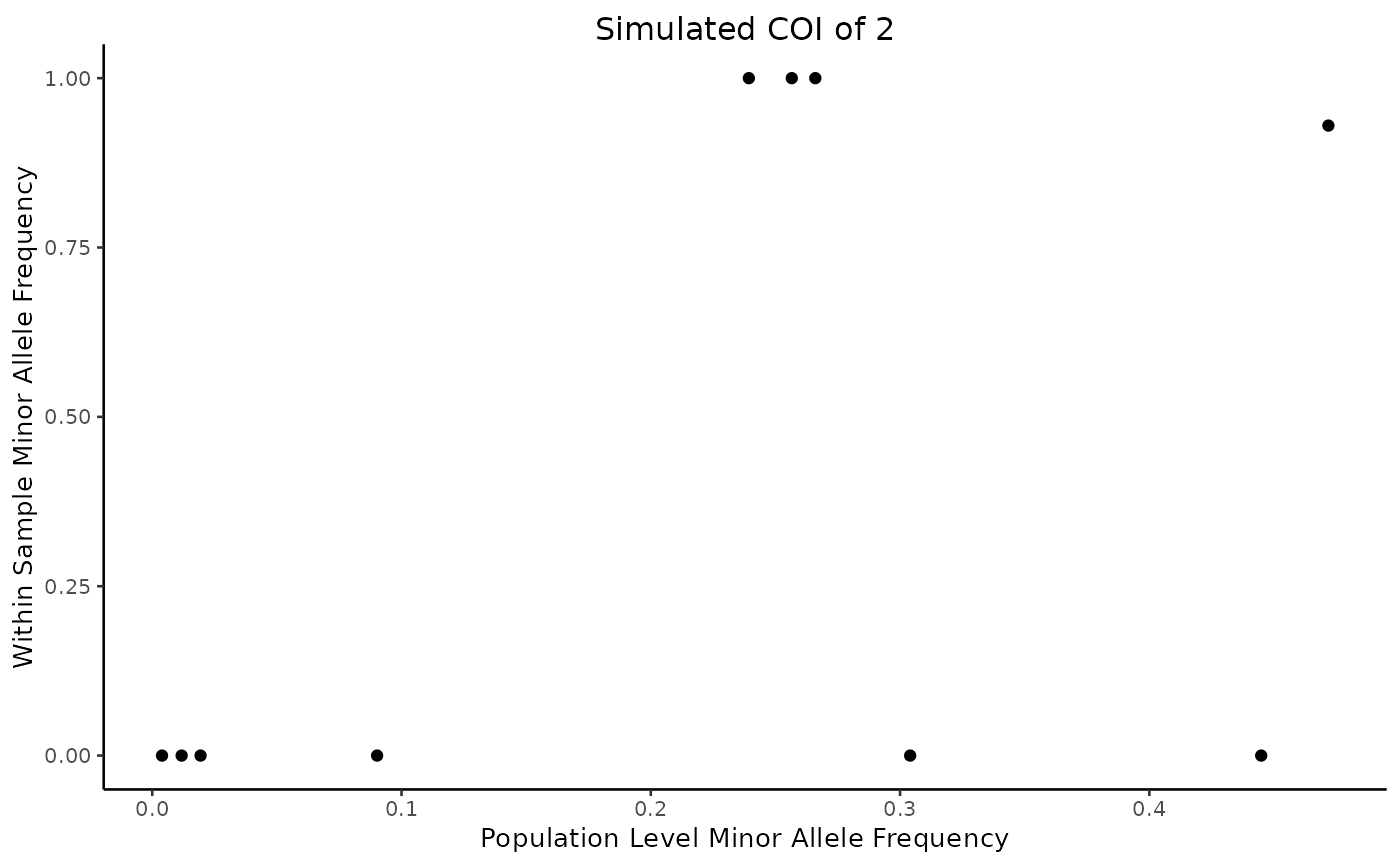 Simulated COI of 2
Within Sample Minor Allele Frequency
1.00
0.75
0.50
0.25
0.00
0.0 0.1 0.2 0.3 0.4
Population Level Minor Allele Frequency